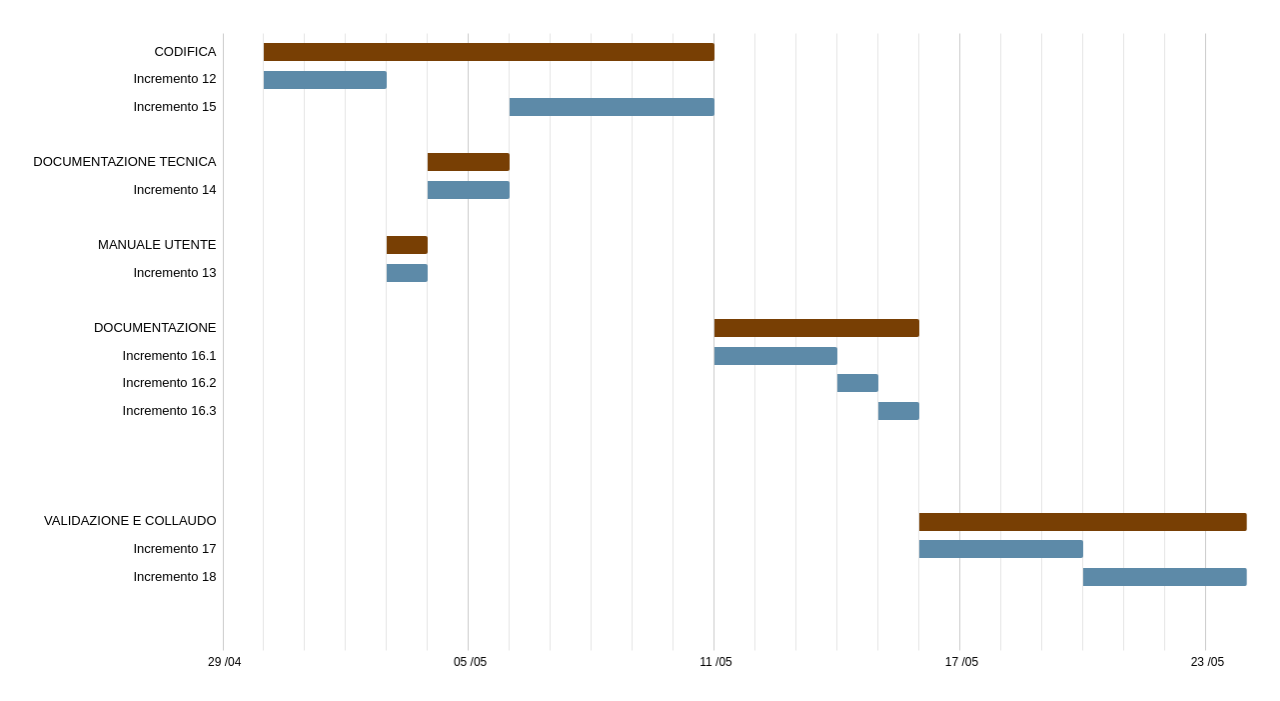 CODIFICA
Incremento 12
Incremento 15
DOCUMENTAZIONE TECNICA
Incremento 14
MANUALE UTENTE
Incremento 13
DOCUMENTAZIONE
Incremento 16.1
Incremento 16.2
Incremento 16.3
VALIDAZIONE E COLLAUDO
Incremento 17
Incremento 18
29 /04 05 /05 11 /05 17 /05 23 /05